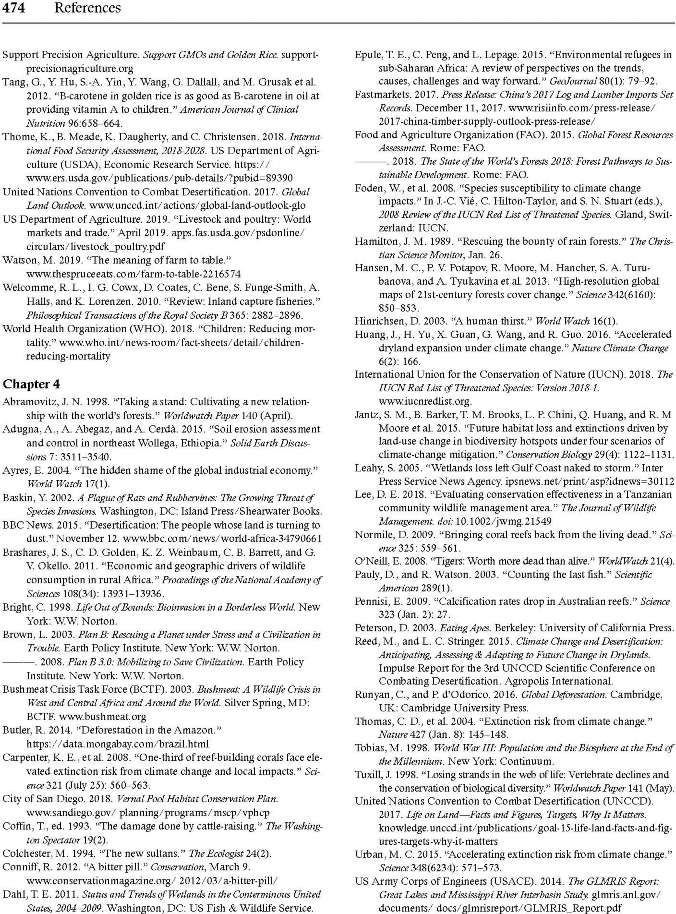 474 References
Support Precision Agriculture. Support GMOs and Golden Rice. support-
precisionagriculture.org
Tang, G., Y. Hu, S.-A. Yin, Y. Wang, G. Dallall, and M. Grusak et al.
2012. “B-carotene in golden rice is as good as B-carotene in oil at
providing vitamin A to children.” American Journal of Clinical
Nutrition 96:658–664.
Thome, K., B. Meade, K. Daugherty, and C. Christensen. 2018. Interna-
tional Food Security Assessment, 2018-2028. US Department of Agri-
culture (USDA), Economic Research Service. https://
www.ers.usda.gov/publications/pub-details/?pubid=89390
United Nations Convention to Combat Desertification. 2017. Global
Land Outlook. www.unccd.int/actions/global-land-outlook-glo
US Department of Agriculture. 2019. “Livestock and poultry: World
markets and trade.” April 2019. apps.fas.usda.gov/psdonline/
circulars/livestock_poultry.pdf
Watson, M. 2019. “The meaning of farm to table.”
www.thespruceeats.com/farm-to-table-2216574
Welcomme, R. L., I. G. Cowx, D. Coates, C. Bene, S. Funge-Smith, A.
Halls, and K. Lorenzen. 2010. “Review: Inland capture fisheries.”
Philosophical Transactions of the Royal Society B 365: 2882–2896.
World Health Organization (WHO). 2018. “Children: Reducing mor-
tality.” www.who.int/news-room/fact-sheets/detail/children-
reducing-mortality
Chapter 4
Abramovitz, J. N. 1998. “Taking a stand: Cultivating a new relation-
ship with the world’s forests.” Worldwatch Paper 140 (April).
Adugna, A., A. Abegaz, and A. Cerdà. 2015. “Soil erosion assessment
and control in northeast Wollega, Ethiopia.” Solid Earth Discus-
sions 7: 3511–3540.
Ayres, E. 2004. “The hidden shame of the global industrial economy.”
World Watch 17(1).
Baskin, Y. 2002. A Plague of Rats and Rubbervines: The Growing Threat of
Species Invasions. Washington, DC: Island Press/Shearwater Books.
BBC News. 2015. “Desertification: The people whose land is turning to
dust.” November 12. www.bbc.com/news/world-africa-34790661
Brashares, J. S., C. D. Golden, K. Z. Weinbaum, C. B. Barrett, and G.
V. Okello. 2011. “Economic and geographic drivers of wildlife
consumption in rural Africa.” Proceedings of the National Academy of
Sciences 108(34): 13931–13936.
Bright, C. 1998. Life Out of Bounds: Bioinvasion in a Borderless World. New
York: W.W. Norton.
Brown, L. 2003. Plan B: Rescuing a Planet under Stress and a Civilization in
Trouble. Earth Policy Institute. New York: W.W. Norton.
———. 2008. Plan B 3.0: Mobilizing to Save Civilization. Earth Policy
Institute. New York: W.W. Norton.
Bushmeat Crisis Task Force (BCTF). 2003. Bushmeat: A Wildlife Crisis in
West and Central Africa and Around the World. Silver Spring, MD:
BCTF. www.bushmeat.org
Butler, R. 2014. “Deforestation in the Amazon.”
https://data.mongabay.com/brazil.html
Carpenter, K. E., et al. 2008. “One-third of reef-building corals face ele-
vated extinction risk from climate change and local impacts.” Sci-
ence 321 (July 25): 560–563.
City of San Diego. 2018. Vernal Pool Habitat Conservation Plan.
www.sandiego.gov/ planning/programs/mscp/vphcp
Coffin, T., ed. 1993. “The damage done by cattle-raising.” The Washing-
ton Spectator 19(2).
Colchester, M. 1994. “The new sultans.” The Ecologist 24(2).
Conniff, R. 2012. “A bitter pill.” Conservation, March 9.
www.conservationmagazine.org/ 2012/03/a-bitter-pill/
Dahl, T. E. 2011. Status and Trends of Wetlands in the Conterminous United
States, 2004–2009. Washington, DC: US Fish & Wildlife Service.
Epule, T. E., C. Peng, and L. Lepage. 2015. “Environmental refugees in
sub-Saharan Africa: A review of perspectives on the trends,
causes, challenges and way forward.” GeoJournal 80(1): 79–92.
Fastmarkets. 2017. Press Release: China’s 2017 Log and Lumber Imports Set
Records. December 11, 2017. www.risiinfo.com/press-release/
2017-china-timber-supply-outlook-press-release/
Food and Agriculture Organization (FAO). 2015. Global Forest Resources
Assessment. Rome: FAO.
———. 2018. The State of the World’s Forests 2018: Forest Pathways to Sus-
tainable Development. Rome: FAO.
Foden, W., et al. 2008. “Species susceptibility to climate change
impacts.” In J.-C. Vié, C. Hilton-Taylor, and S. N. Stuart (eds.),
2008 Review of the IUCN Red List of Threatened Species. Gland, Swit-
zerland: IUCN.
Hamilton, J. M. 1989. “Rescuing the bounty of rain forests.” The Chris-
tian Science Monitor, Jan. 26.
Hansen, M. C., P. V. Potapov, R. Moore, M. Hancher, S. A. Turu-
banova, and A. Tyukavina et al. 2013. “High-resolution global
maps of 21st-century forests cover change.” Science 342(6160):
850–853.
Hinrichsen, D. 2003. “A human thirst.” World Watch 16(1).
Huang, J., H. Yu, X. Guan, G. Wang, and R. Guo. 2016. “Accelerated
dryland expansion under climate change.” Nature Climate Change
6(2): 166.
International Union for the Conservation of Nature (IUCN). 2018. The
IUCN Red List of Threatened Species: Version 2018-1.
www.iucnredlist.org.
Jantz, S. M., B. Barker, T. M. Brooks, L. P. Chini, Q. Huang, and R. M
Moore et al. 2015. “Future habitat loss and extinctions driven by
land-use change in biodiversity hotspots under four scenarios of
climate-change mitigation.” Conservation Biology 29(4): 1122–1131.
Leahy, S. 2005. “Wetlands loss left Gulf Coast naked to storm.” Inter
Press Service News Agency. ipsnews.net/print/asp?idnews=30112
Lee, D. E. 2018. “Evaluating conservation effectiveness in a Tanzanian
community wildlife management area.” The Journal of Wildlife
Management. doi: 10.1002/jwmg.21549
Normile, D. 2009. “Bringing coral reefs back from the living dead.” Sci-
ence 325: 559–561.
O’Neill, E. 2008. “Tigers: Worth more dead than alive.” WorldWatch 21(4).
Pauly, D., and R. Watson. 2003. “Counting the last fish.” Scientific
American 289(1).
Pennisi, E. 2009. “Calcification rates drop in Australian reefs.” Science
323 (Jan. 2): 27.
Peterson, D. 2003. Eating Apes. Berkeley: University of California Press.
Reed, M., and L. C. Stringer. 2015. Climate Change and Desertification:
Anticipating, Assessing & Adapting to Future Change in Drylands.
Impulse Report for the 3rd UNCCD Scientific Conference on
Combating Desertification. Agropolis International.
Runyan, C., and P. d’Odorico. 2016. Global Deforestation. Cambridge,
UK: Cambridge University Press.
Thomas, C. D., et al. 2004. “Extinction risk from climate change.”
Nature 427 (Jan. 8): 145–148.
Tobias, M. 1998. World War III: Population and the Biosphere at the End of
the Millennium. New York: Continuum.
Tuxill, J. 1998. “Losing strands in the web of life: Vertebrate declines and
the conservation of biological diversity.” Worldwatch Paper 141 (May).
United Nations Convention to Combat Desertification (UNCCD).
2017. Life on Land—Facts and Figures, Targets, Why It Matters.
knowledge.unccd.int/publications/goal-15-life-land-facts-and-fig-
ures-targets-why-it-matters
Urban, M. C. 2015. “Accelerating extinction risk from climate change.”
Science 348(6234): 571–573.
US Army Corps of Engineers (USACE). 2014. The GLMRIS Report:
Great Lakes and Mississippi River Interbasin Study. glmris.anl.gov/
documents/ docs/glmrisreport/GLMRIS_Report.pdf